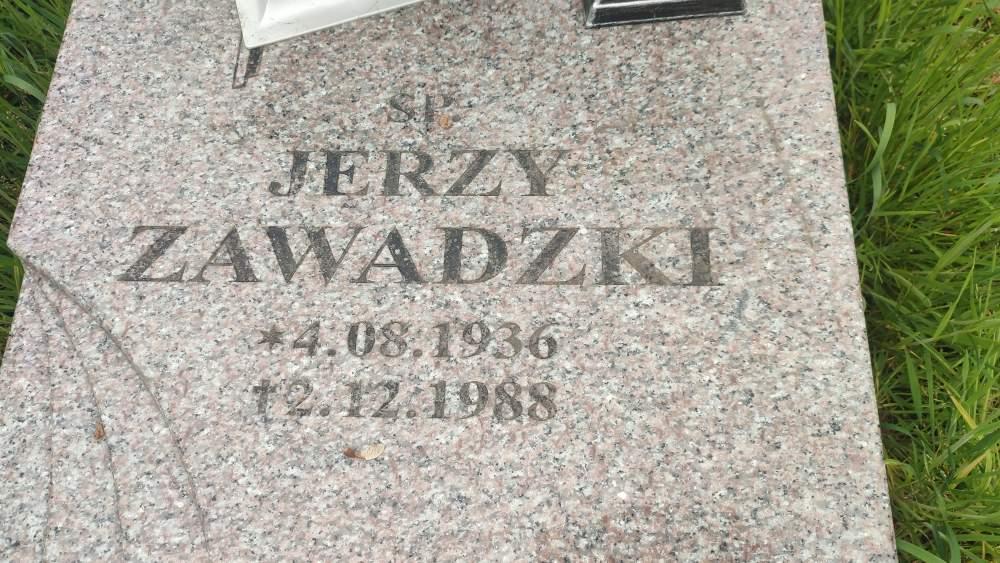 ŚP.
JERZY
ZAWADZKI
*4.08.1936
†2.12.1988